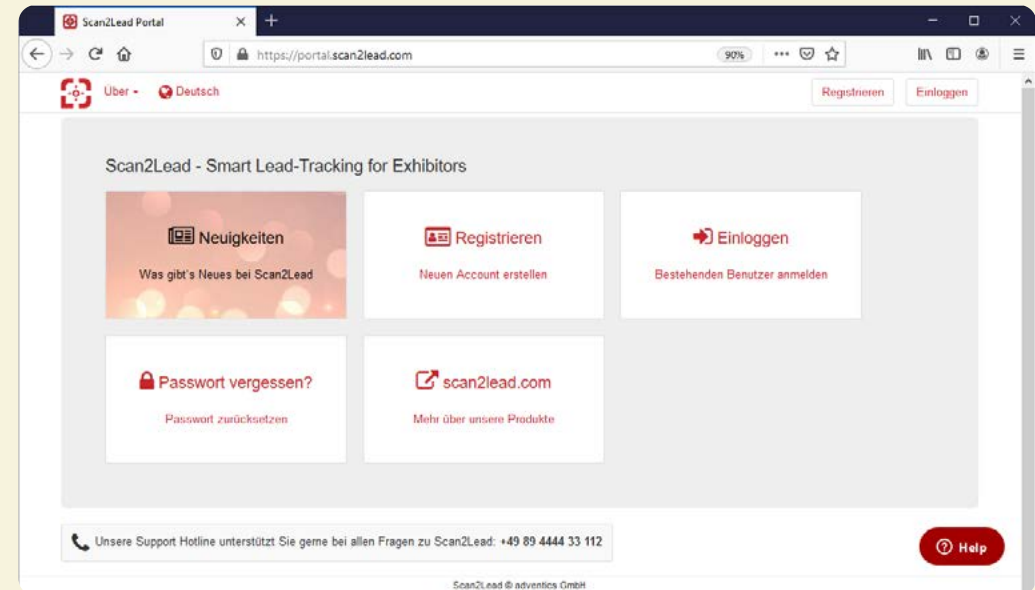 Scan2Lead Portal
https://portal.scan2lead.com
90%
Über
Deutsch
Registrieren
Einloggen
Scan2Lead - Smart Lead-Tracking for Exhibitors
Neuigkeiten
Was gibt's Neues bei Scan2Lead
Registrieren
Neuen Account erstellen
Einloggen
Bestehenden Benutzer anmelden
Passwort vergessen?
Passwort zurücksetzen
scan2lead.com
Mehr über unsere Produkte
Unsere Support Hotline unterstützt Sie gerne bei allen Fragen zu Scan2Lead: +49 89 4444 33 112
Help
Scan2Lead © adventics GmbH